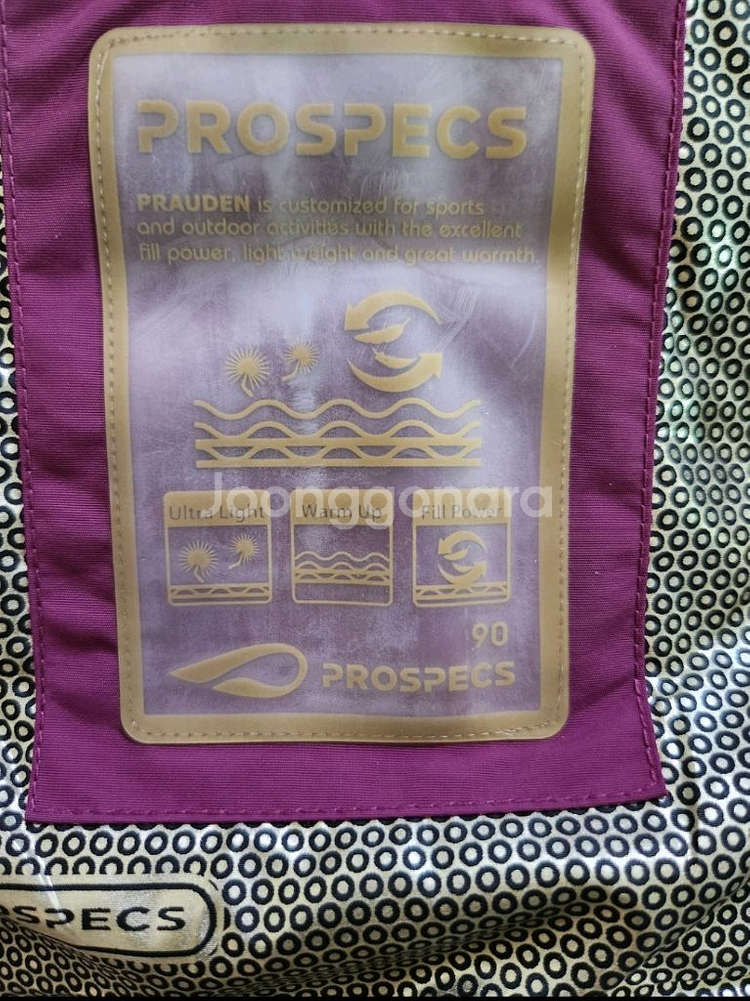 PROSPECS
PRAUDEN is customized for sports
and outdoor activities with the excellent
fill power, light weight and great warmth.
Joonggonara
Ultra Light Warm Up Fill Power
90
PROSPECS
SPECS